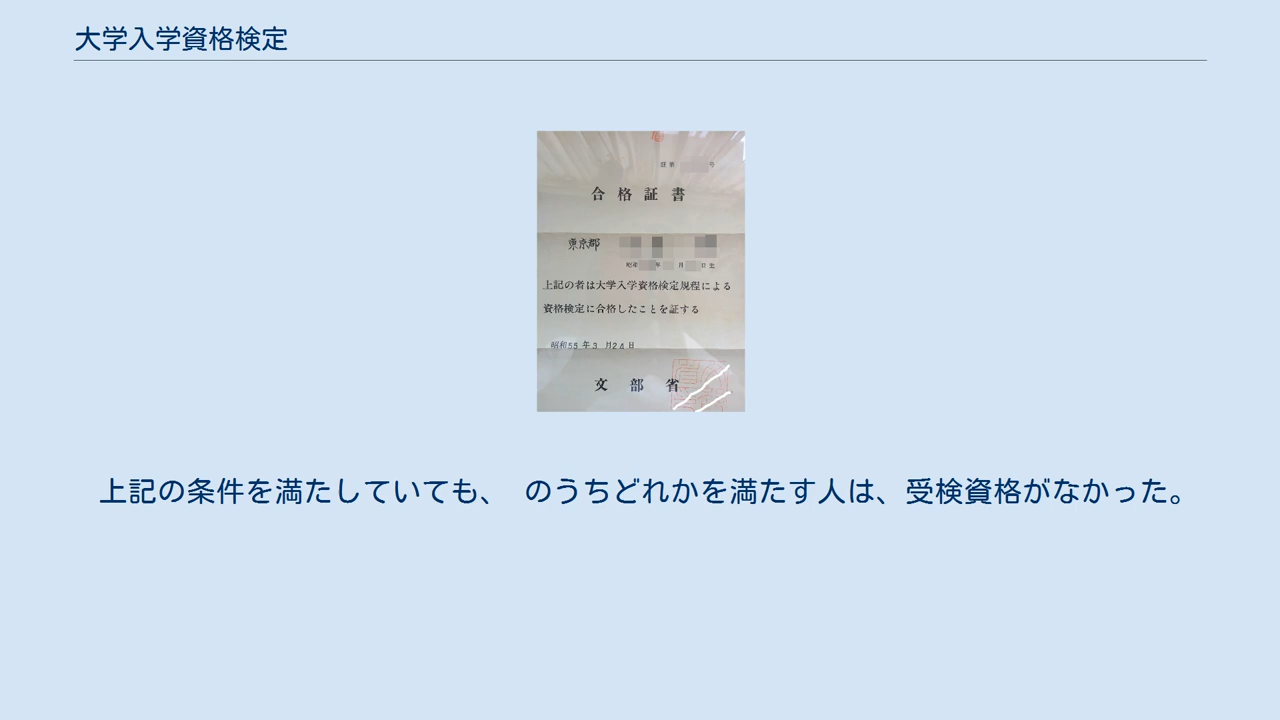 大学入学資格検定
証第 号
合格証書
東京都
昭和 年 月 日生
上記の者は大学入学資格検定規程による
資格検定に合格したことを証する
昭和55年3月24日
文部省
上記の条件を満たしていても、 のうちどれかを満たす人は、受検資格がなかった。